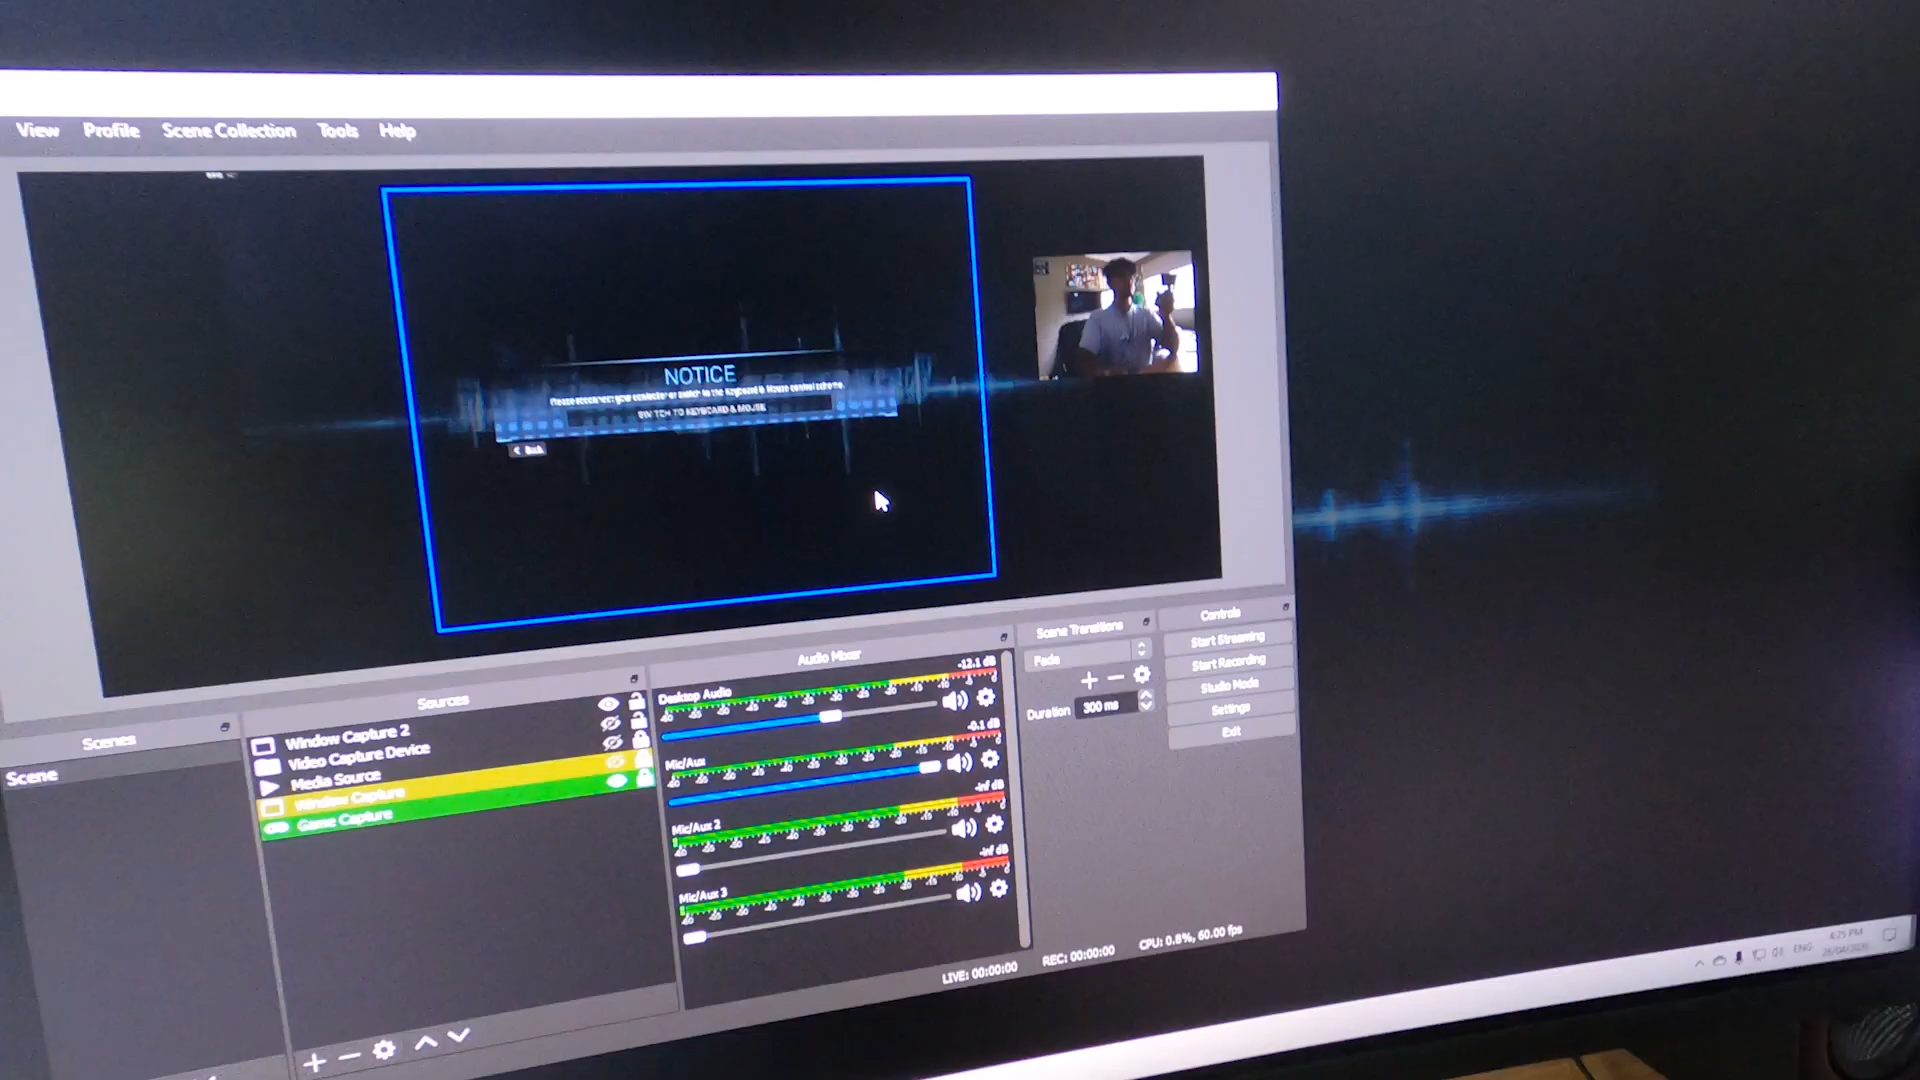 View Profile Scene Collection Tools Help
NOTICE
SWITCH TO KEYBOARD & MOUSE
Back
Scenes
Scene
Sources
Window Capture 2
Video Capture Device
Media Source
Window Capture
Game Capture
Audio Mixer
Desktop Audio
-12.1 dB
Mic/Aux
-0.1 dB
Mic/Aux 2
-inf dB
Mic/Aux 3
-inf dB
Scene Transitions
Fade
Duration 300 ms
Controls
Start Streaming
Start Recording
Studio Mode
Settings
Exit
LIVE: 00:00:00 REC: 00:00:00 CPU: 0.8%, 60.00 fps
ENG
4:25 PM